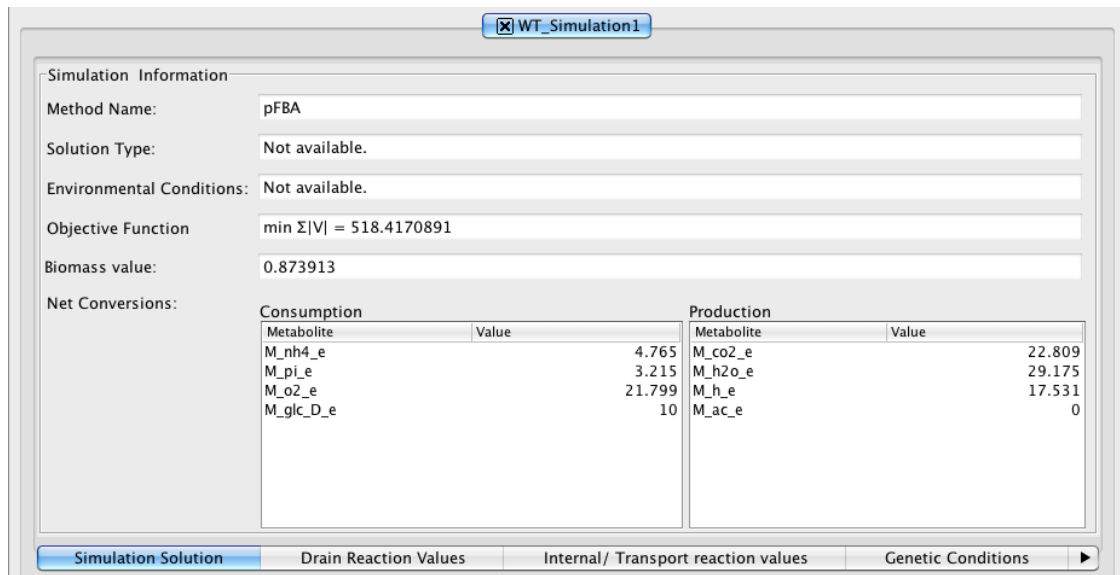 WT_Simulation1
Simulation Information
Method Name: pFBA
Solution Type: Not available.
Environmental Conditions: Not available.
Objective Function min Σ|V| = 518.4170891
Biomass value: 0.873913
Net Conversions:
Consumption Production
Metabolite Value Metabolite Value
M_nh4_e 4.765 M_co2_e 22.809
M_pi_e 3.215 M_h2o_e 29.175
M_o2_e 21.799 M_h_e 17.531
M_glc_D_e 10 M_ac_e 0
Simulation Solution Drain Reaction Values Internal/ Transport reaction values Genetic Conditions